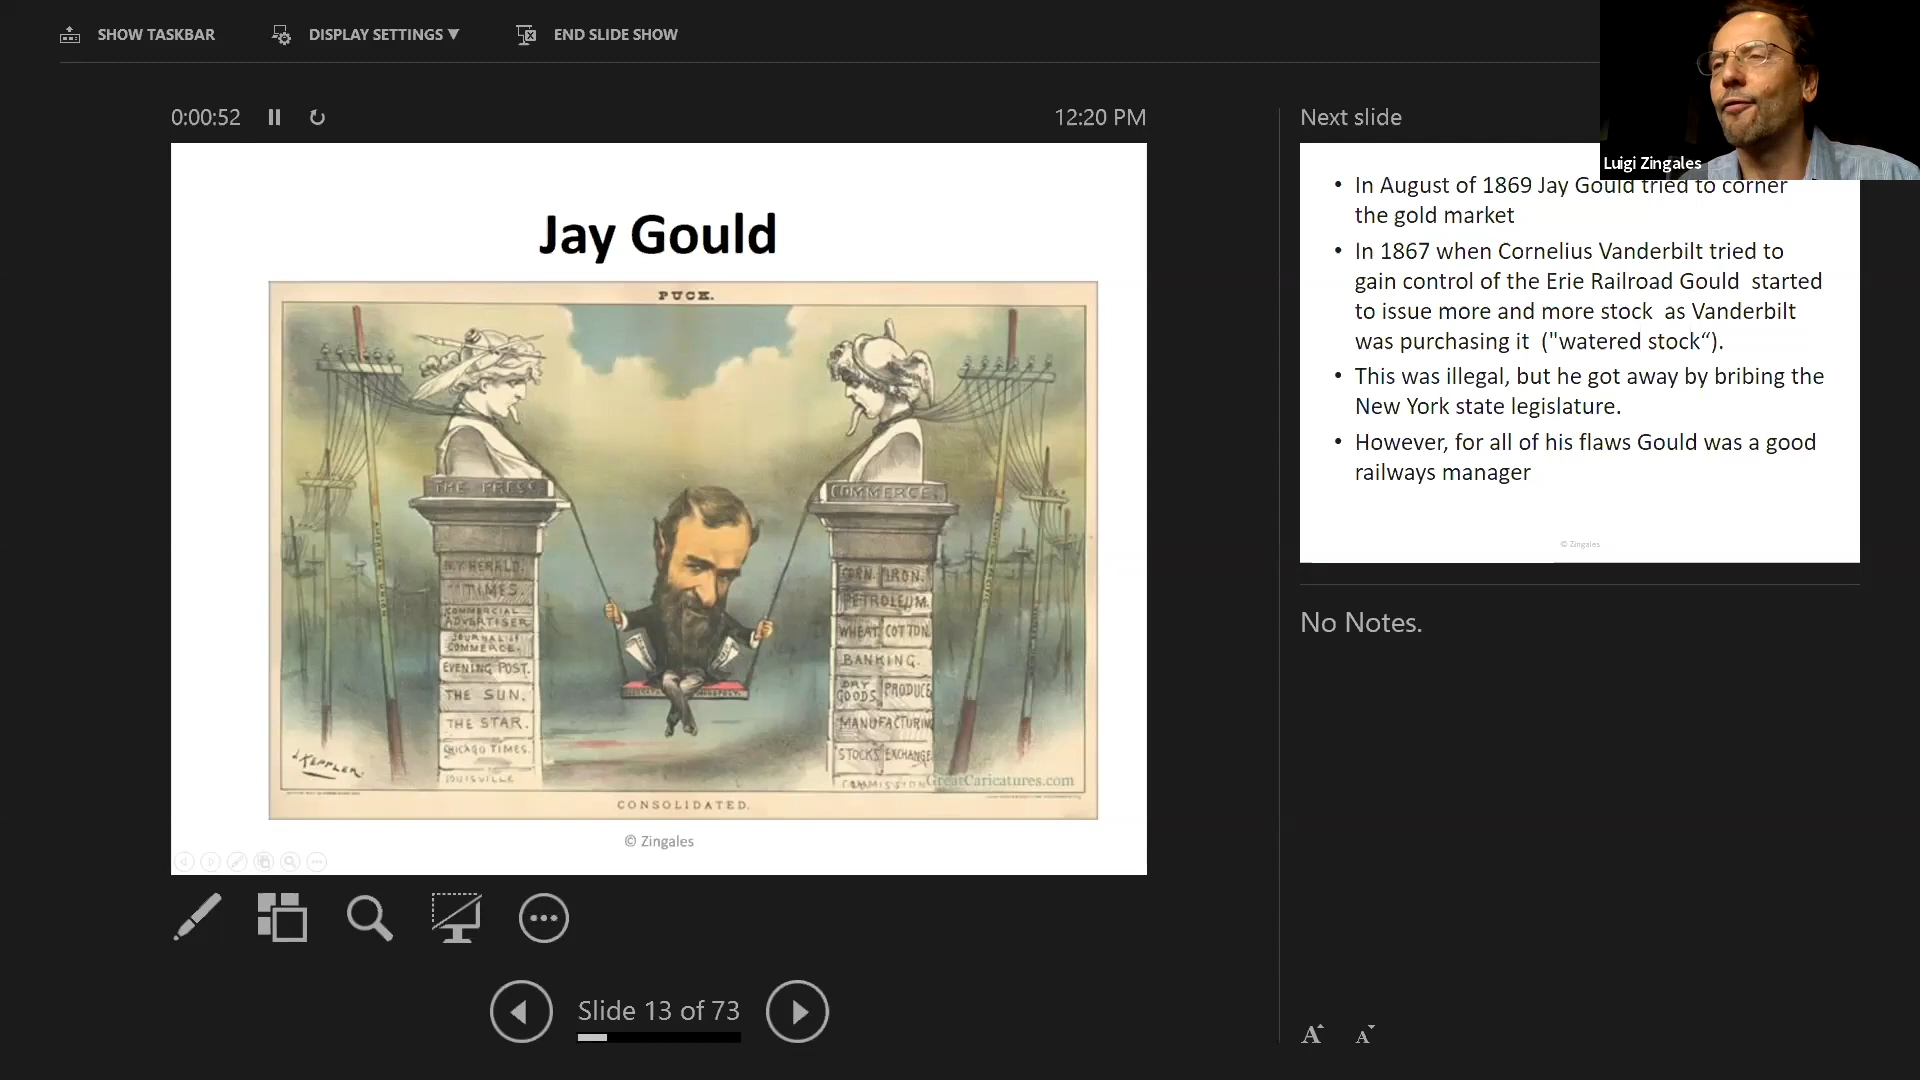 SHOW TASKBAR
DISPLAY SETTINGS ▼
END SLIDE SHOW
0:00:52
12:20 PM
Jay Gould
PUCK.
THE PRESS
N.Y. HERALD.
TIMES.
COMMERCIAL
ADVERTISER
JOURNAL OF
COMMERCE.
EVENING POST.
THE SUN.
THE STAR.
CHICAGO TIMES.
LOUISVILLE
COMMERCE.
CORN. IRON.
PETROLEUM.
WHEAT COTTON.
BANKING.
DRY
GOODS PRODUCE
MANUFACTURING
STOCKS EXCHANGE
COMMISSION
J. KEPPLER.
GreatCaricatures.com
CONSOLIDATED.
© Zingales
Slide 13 of 73
Next slide
Luigi Zingales
• In August of 1869 Jay Gould tried to corner
the gold market
• In 1867 when Cornelius Vanderbilt tried to
gain control of the Erie Railroad Gould started
to issue more and more stock as Vanderbilt
was purchasing it ("watered stock“).
• This was illegal, but he got away by bribing the
New York state legislature.
• However, for all of his flaws Gould was a good
railways manager
© Zingales
No Notes.
A A